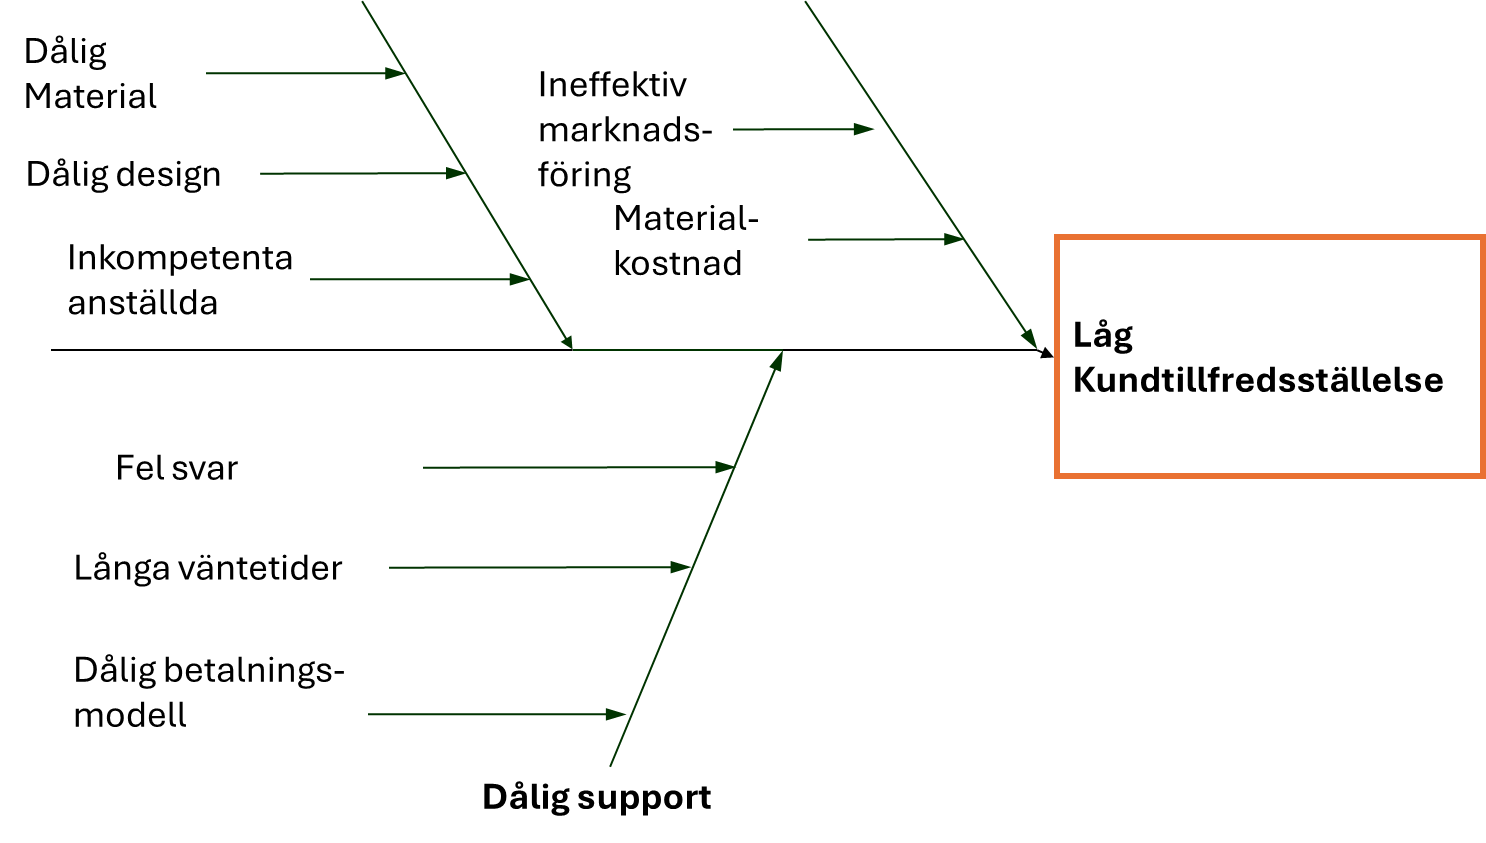 Dålig
Material
Dålig design
Inkompetenta
anställda
Ineffektiv
marknads-
föring
Material-
kostnad
Låg
Kundtillfredsställelse
Fel svar
Långa väntetider
Dålig betalnings-
modell
Dålig support